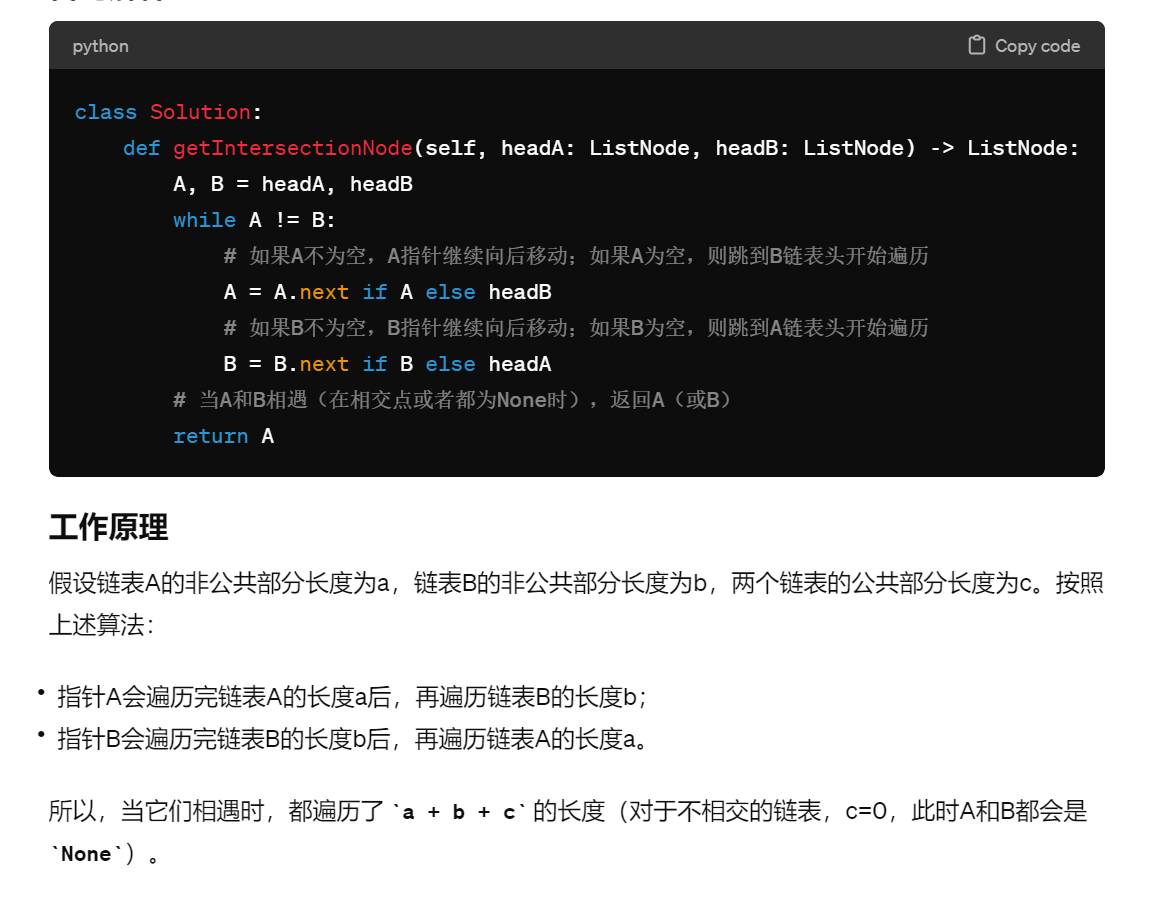 python
Copy code
class Solution:
def getIntersectionNode(self, headA: ListNode, headB: ListNode) -> ListNode:
A, B = headA, headB
while A != B:
# 如果A不为空，A指针继续向后移动；如果A为空，则跳到B链表头开始遍历
A = A.next if A else headB
# 如果B不为空，B指针继续向后移动；如果B为空，则跳到A链表头开始遍历
B = B.next if B else headA
# 当A和B相遇（在相交点或者都为None时），返回A（或B）
return A
工作原理
假设链表A的非公共部分长度为a，链表B的非公共部分长度为b，两个链表的公共部分长度为c。按照
上述算法：
• 指针A会遍历完链表A的长度a后，再遍历链表B的长度b；
• 指针B会遍历完链表B的长度b后，再遍历链表A的长度a。
所以，当它们相遇时，都遍历了 `a + b + c` 的长度（对于不相交的链表，c=0，此时A和B都会是
`None`）。